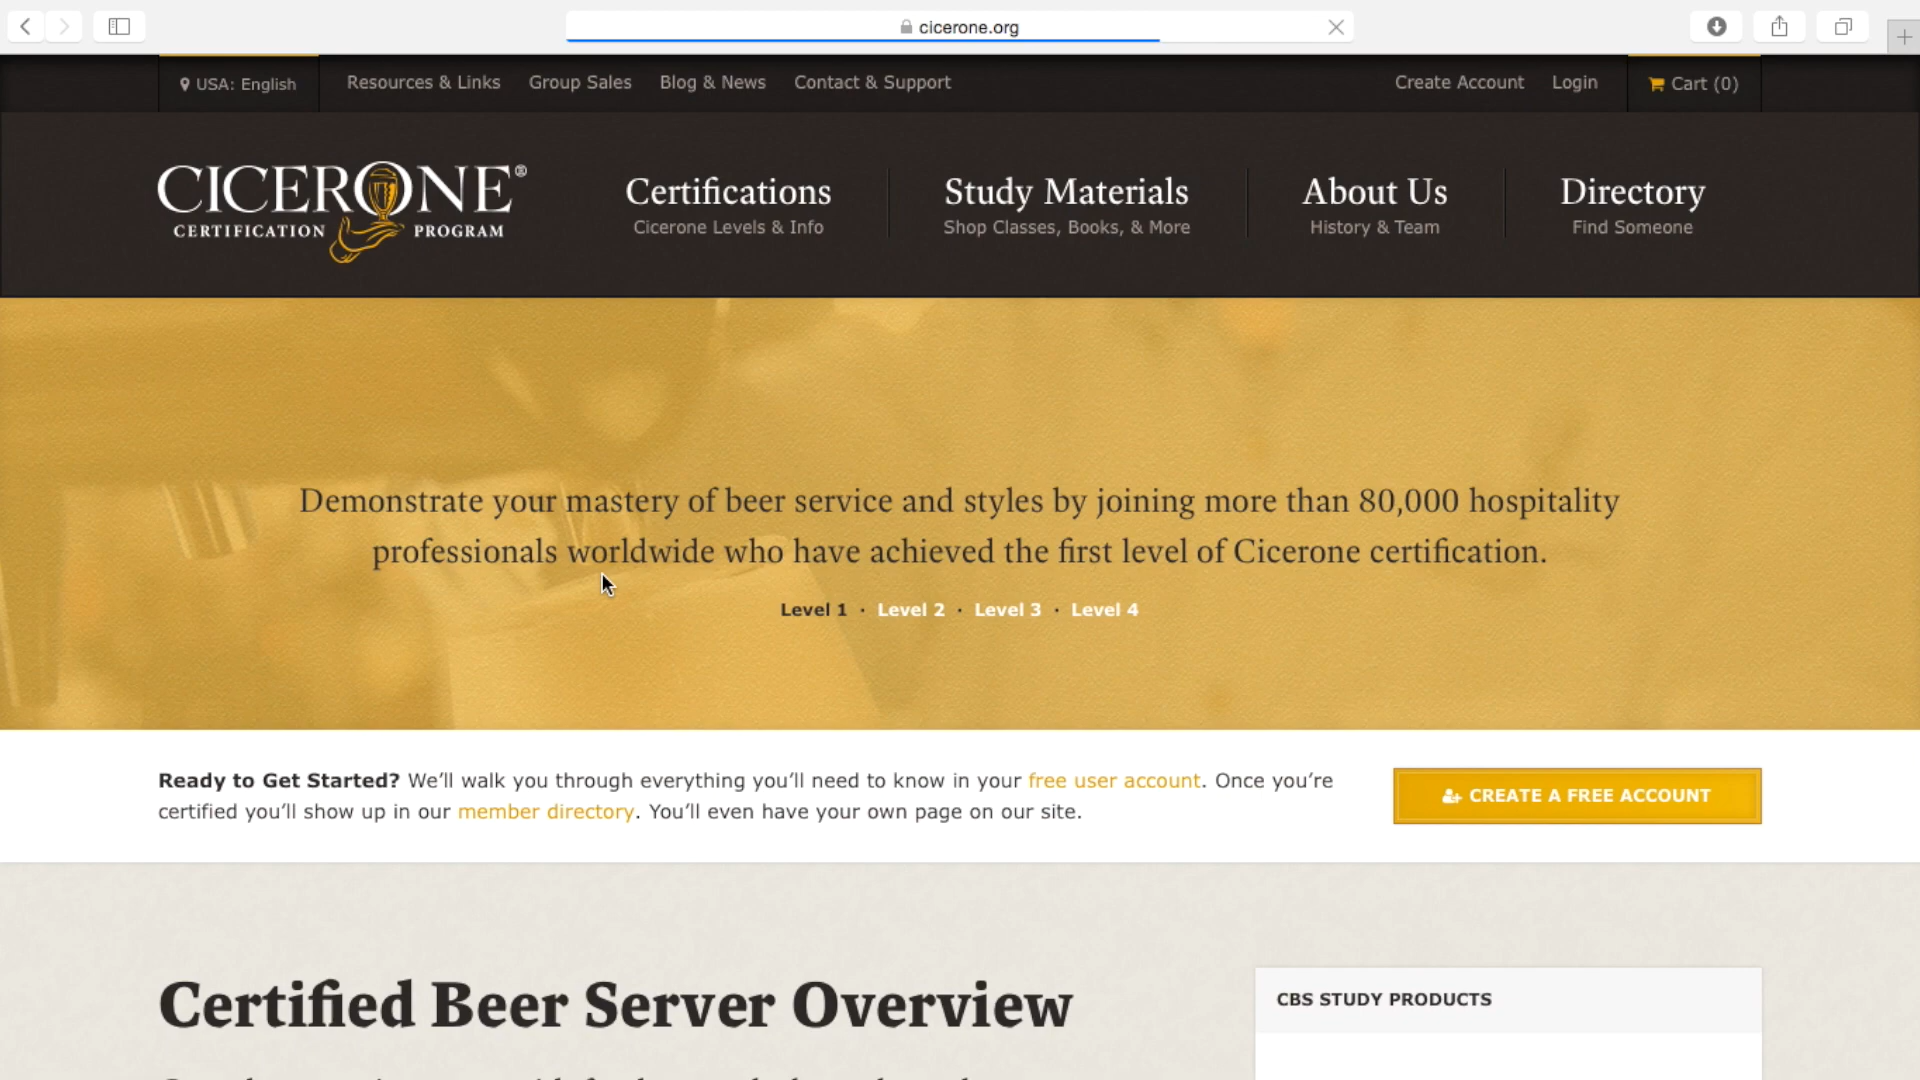 cicerone.org
USA: English
Resources & Links
Group Sales
Blog & News
Contact & Support
Create Account
Login
Cart (0)
CICERONE®
CERTIFICATION PROGRAM
Certifications
Cicerone Levels & Info
Study Materials
Shop Classes, Books, & More
About Us
History & Team
Directory
Find Someone
Demonstrate your mastery of beer service and styles by joining more than 80,000 hospitality
professionals worldwide who have achieved the first level of Cicerone certification.
Level 1 · Level 2 · Level 3 · Level 4
Ready to Get Started? We'll walk you through everything you'll need to know in your free user account. Once you're
certified you'll show up in our member directory. You'll even have your own page on our site.
CREATE A FREE ACCOUNT
Certified Beer Server Overview
CBS STUDY PRODUCTS